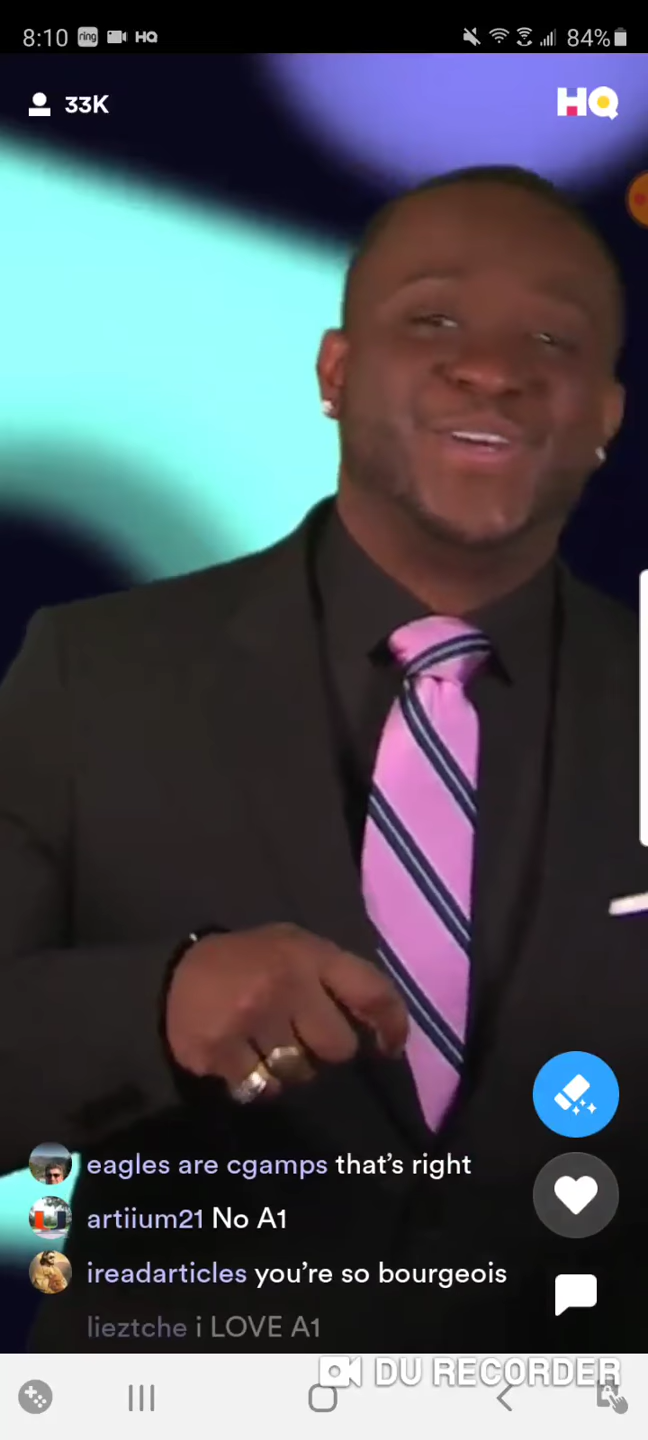 8:10 ring HQ 84%
33K HQ
eagles are cgamps that's right
artiium21 No A1
ireadarticles you're so bourgeois
lieztche i LOVE A1
DU RECORDER